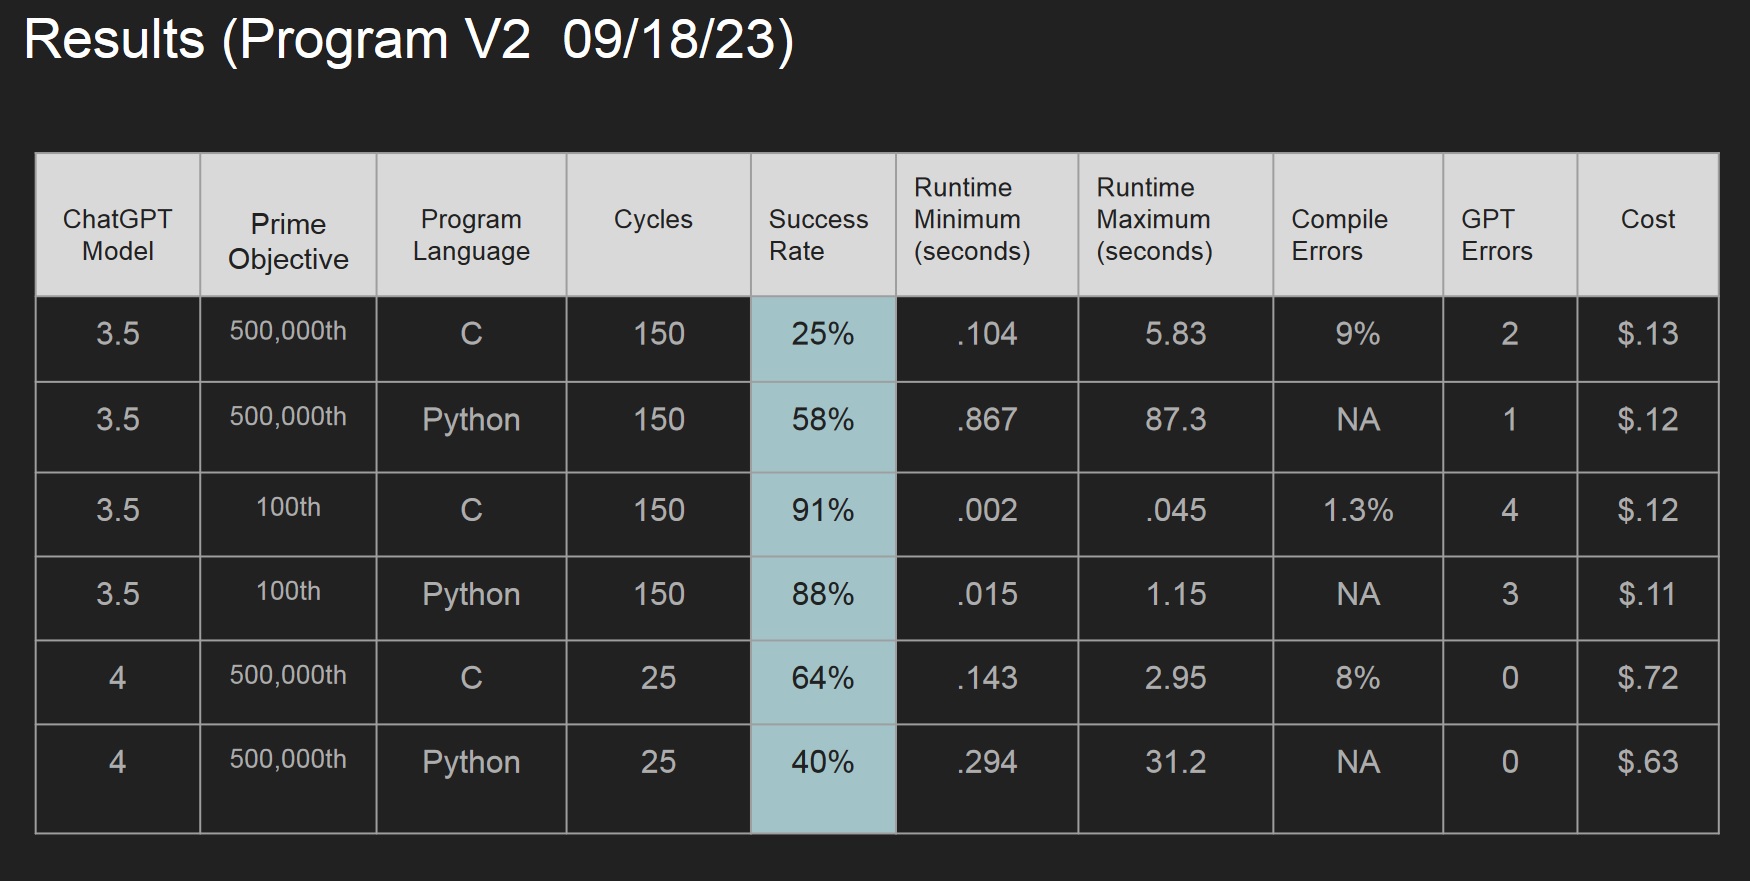 Results (Program V2  09/18/23)
ChatGPT Model | Prime Objective | Program Language | Cycles | Success Rate | Runtime Minimum (seconds) | Runtime Maximum (seconds) | Compile Errors | GPT Errors | Cost
3.5 | 500,000th | C | 150 | 25% | .104 | 5.83 | 9% | 2 | $.13
3.5 | 500,000th | Python | 150 | 58% | .867 | 87.3 | NA | 1 | $.12
3.5 | 100th | C | 150 | 91% | .002 | .045 | 1.3% | 4 | $.12
3.5 | 100th | Python | 150 | 88% | .015 | 1.15 | NA | 3 | $.11
4 | 500,000th | C | 25 | 64% | .143 | 2.95 | 8% | 0 | $.72
4 | 500,000th | Python | 25 | 40% | .294 | 31.2 | NA | 0 | $.63